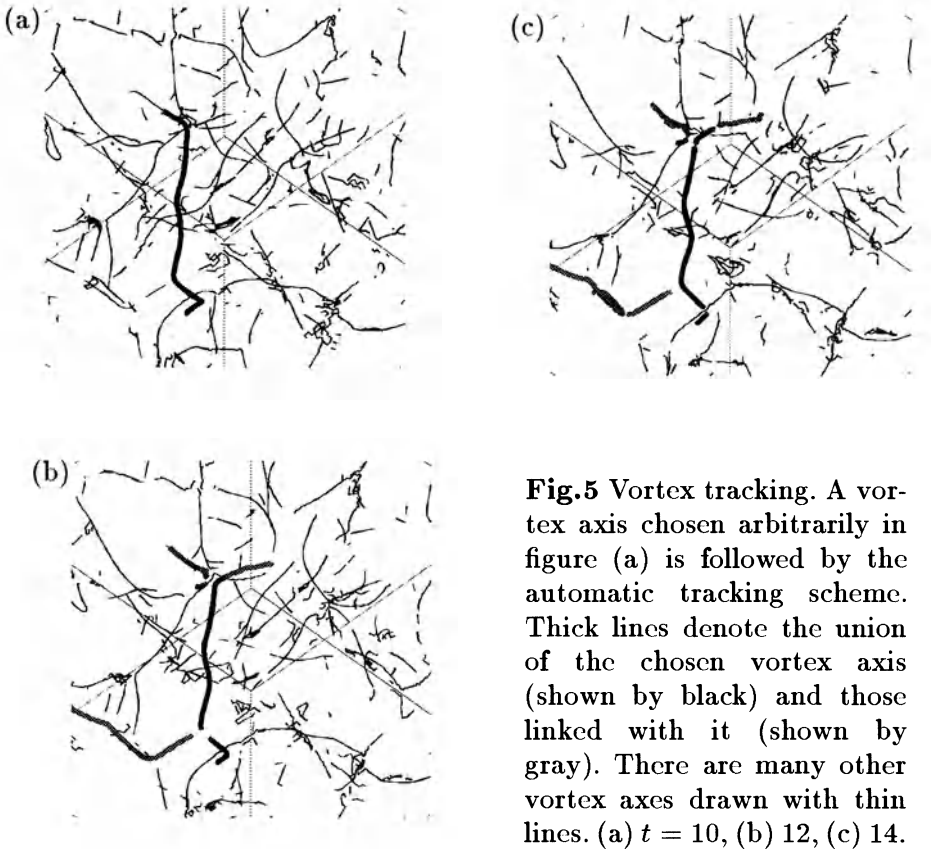 (a)
(c)
(b)
Fig.5 Vortex tracking. A vor-
tex axis chosen arbitrarily in
figure (a) is followed by the
automatic tracking scheme.
Thick lines denote the union
of the chosen vortex axis
(shown by black) and those
linked with it (shown by
gray). There are many other
vortex axes drawn with thin
lines. (a) t = 10, (b) 12, (c) 14.